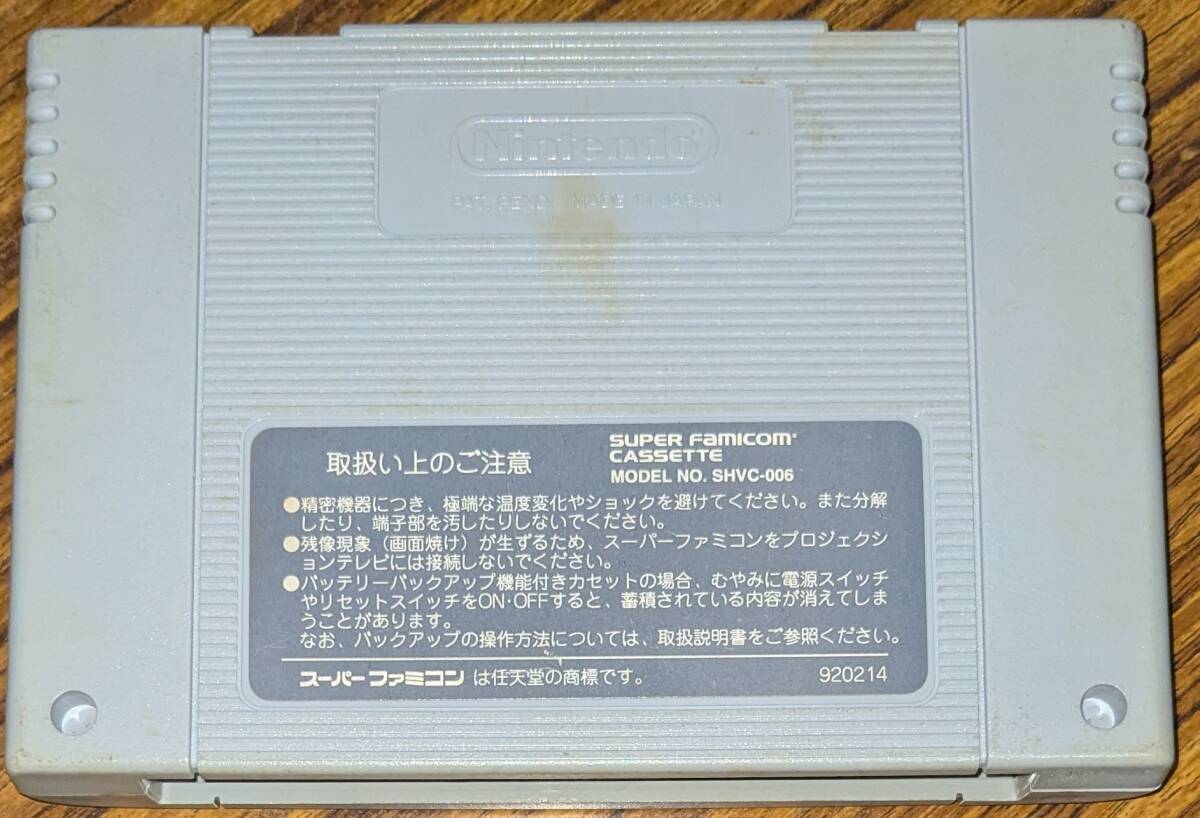 Nintendo®
PAT. PEND. MADE IN JAPAN
取扱い上のご注意
SUPER FAMICOM
CASSETTE
MODEL NO. SHVC-006
●精密機器につき、極端な温度変化やショックを避けてください。また分解
したり、端子部を汚したりしないでください。
●残像現象（画面焼け）が生ずるため、スーパーファミコンをプロジェクシ
ョンテレビには接続しないでください。
●バッテリーバックアップ機能付きカセットの場合、むやみに電源スイッチ
やリセットスイッチをON·OFFすると、蓄積されている内容が消えてしま
うことがあります。
なお、バックアップの操作方法については、取扱説明書をご参照ください。
スーパーファミコン は任天堂の商標です。 920214